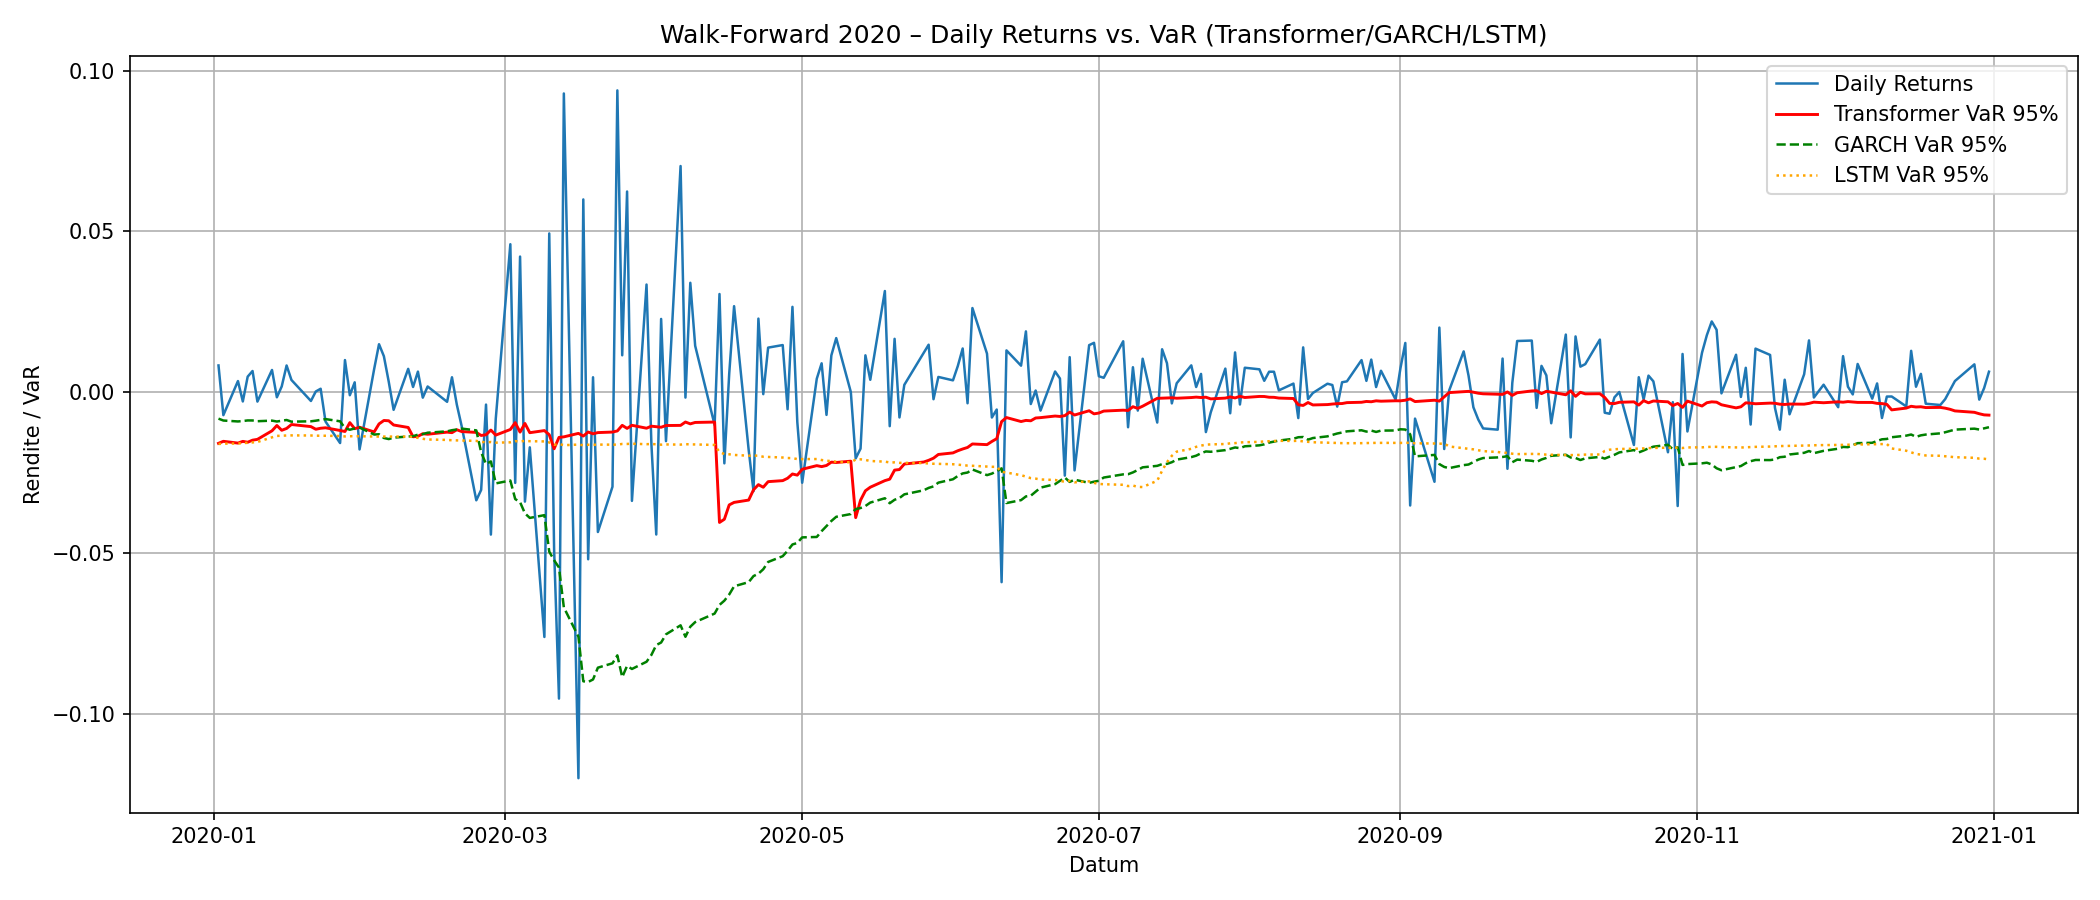 Walk-Forward 2020 – Daily Returns vs. VaR (Transformer/GARCH/LSTM)
Daily Returns
Transformer VaR 95%
GARCH VaR 95%
LSTM VaR 95%
Rendite / VaR
0.10
0.05
0.00
−0.05
−0.10
2020-01
2020-03
2020-05
2020-07
2020-09
2020-11
2021-01
Datum